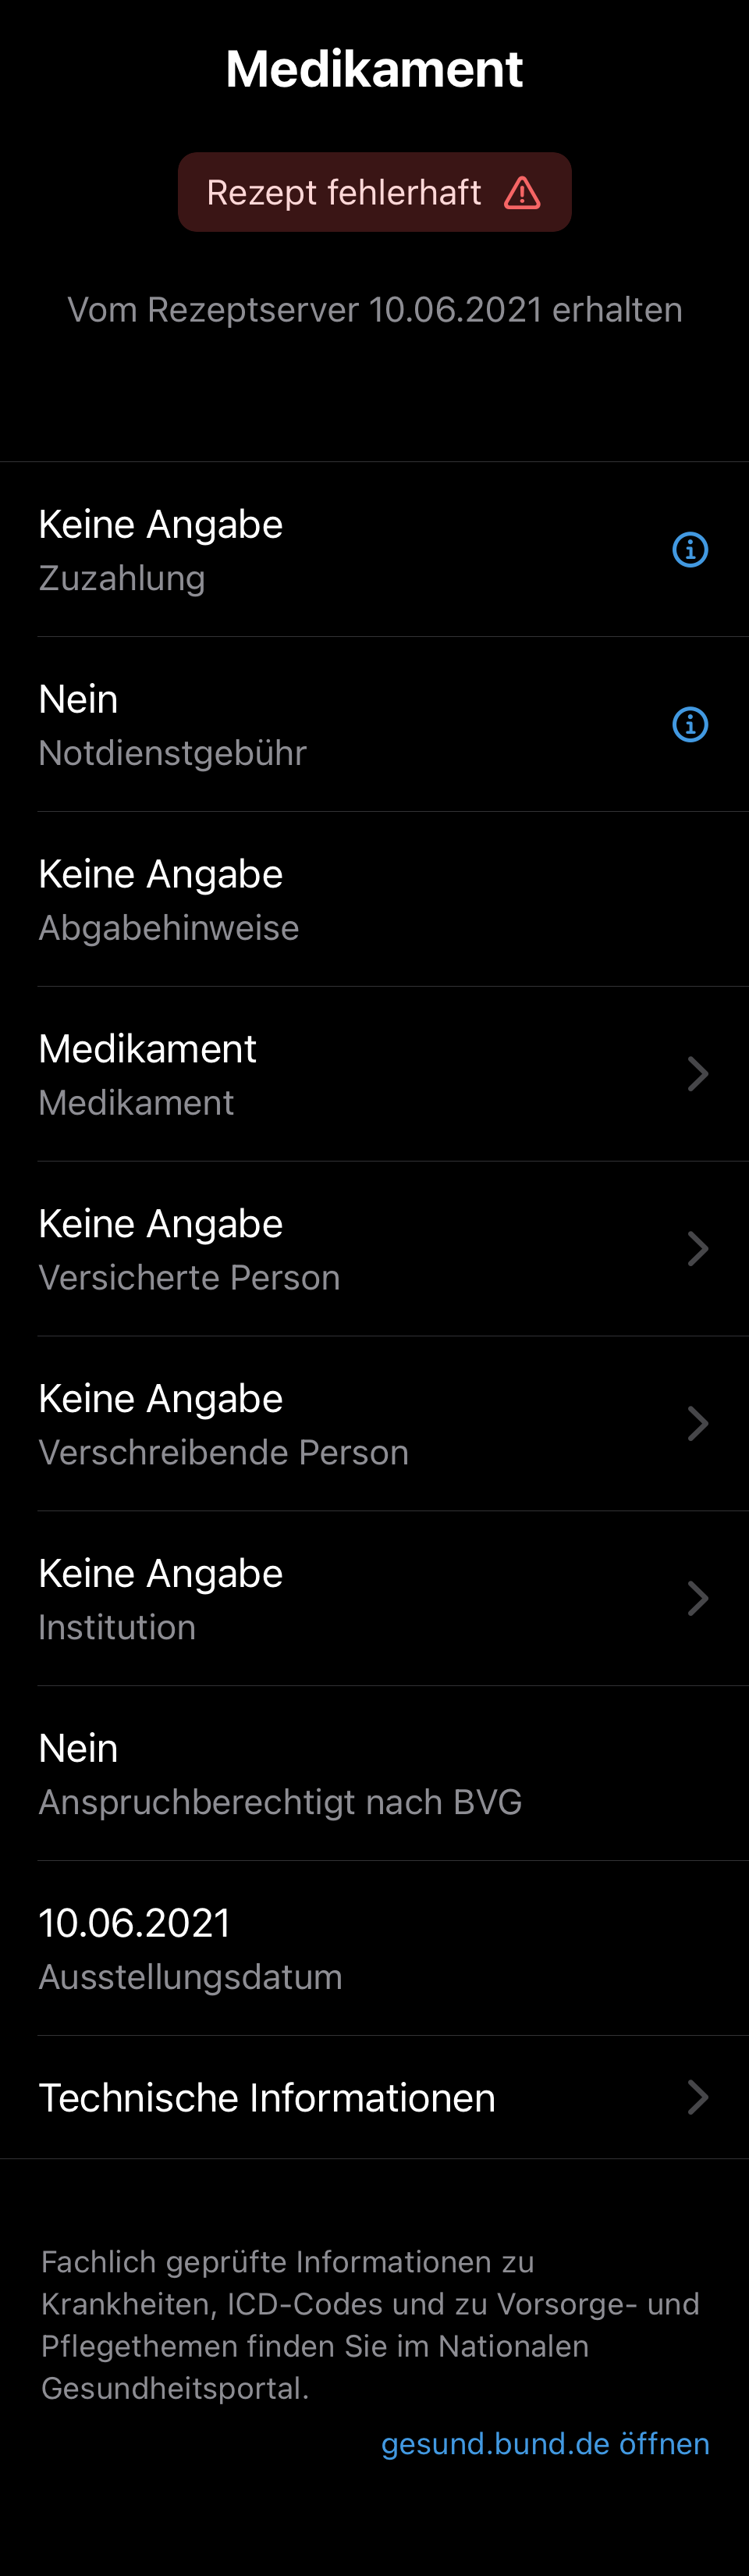 Medikament
Rezept fehlerhaft
Vom Rezeptserver 10.06.2021 erhalten
Keine Angabe
Zuzahlung
Nein
Notdienstgebühr
Keine Angabe
Abgabehinweise
Medikament
Medikament
Keine Angabe
Versicherte Person
Keine Angabe
Verschreibende Person
Keine Angabe
Institution
Nein
Anspruchberechtigt nach BVG
10.06.2021
Ausstellungsdatum
Technische Informationen
Fachlich geprüfte Informationen zu
Krankheiten, ICD-Codes und zu Vorsorge- und
Pflegethemen finden Sie im Nationalen
Gesundheitsportal.
gesund.bund.de öffnen